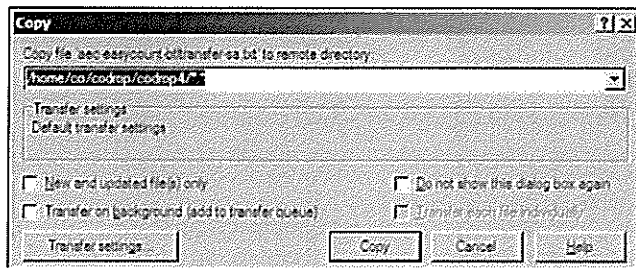 Copy
Copy file 'aec-easycount-bftransfer-sa.txt' to remote directory:
/home/co/codrop/codrop4/*.*
Transfer settings
Default transfer settings
New and updated file(s) only
Do not show this dialog box again
Transfer on background (add to transfer queue)
Transfer each file individually
Transfer settings...
Copy
Cancel
Help